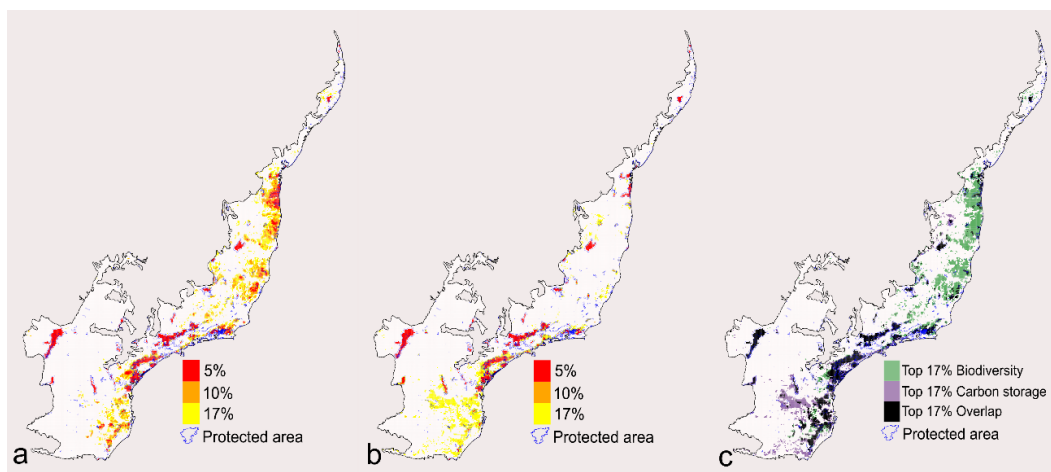 5%
10%
17%
Protected area
a
5%
10%
17%
Protected area
b
Top 17% Biodiversity
Top 17% Carbon storage
Top 17% Overlap
Protected area
c